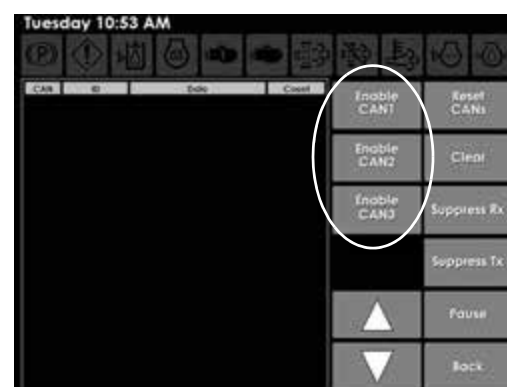 Tuesday 10:53 AM
CAN ID Data Count
Enable
CAN1
Reset
CANs
Enable
CAN2
Clear
Enable
CAN3
Suppress Rx
Suppress Tx
Pause
Back